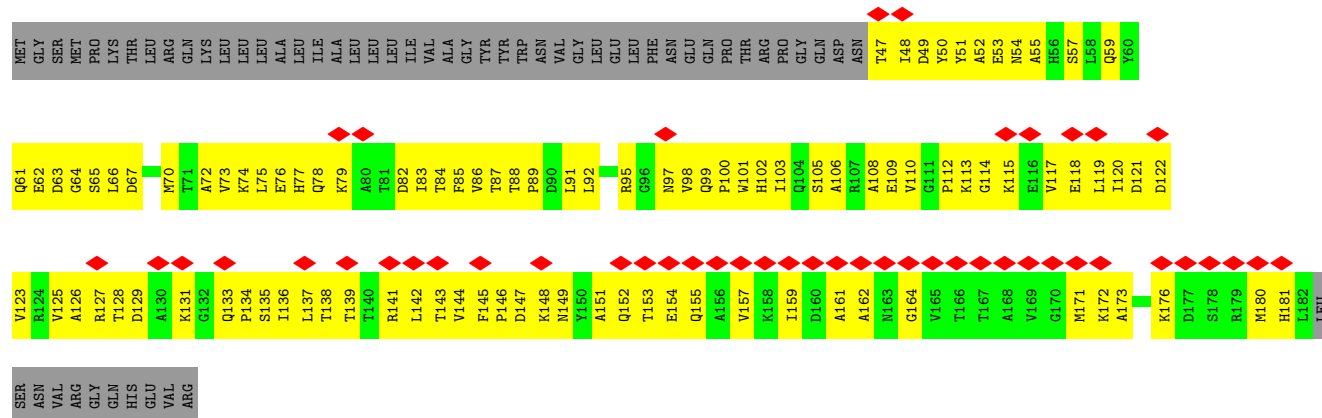 MET GLY SER MET PRO LYS THR LEU ARG GLN LYS LEU LEU LEU ALA LEU ILE ALA LEU LEU LEU ILE VAL ALA GLY TYR TYR TRP ASN VAL GLY LEU GLU LEU PHE ASN GLU GLN PRO THR ARG PRO GLY GLN ASP ASN T47 I48 D49 Y50 Y51 A52 E53 N54 A55 H56 S57 L58 Q59 Y60
Q61 E62 D63 G64 S65 L66 D67 M70 T71 A72 V73 K74 L75 E76 H77 Q78 K79 A80 T81 D82 I83 T84 F85 V86 T87 T88 P89 D90 L91 L92 R95 G96 N97 V98 Q99 P100 W101 H102 I103 Q104 S105 A106 R107 A108 E109 V110 G111 P112 K113 G114 K115 E116 V117 E118 L119 I120 D121 D122
V123 R124 V125 A126 R127 T128 D129 A130 K131 G132 Q133 P134 S135 I136 L137 T138 T139 T140 R141 L142 T143 V144 F145 P146 D147 K148 N149 Y150 A151 Q152 T153 E154 Q155 A156 V157 K158 I159 D160 A161 A162 N163 G164 V165 T166 T167 A168 V169 G170 M171 K172 A173 K176 D177 S178 R179 M180 H181 L182 LEU
SER ASN VAL ARG GLY GLN HIS GLU VAL ARG